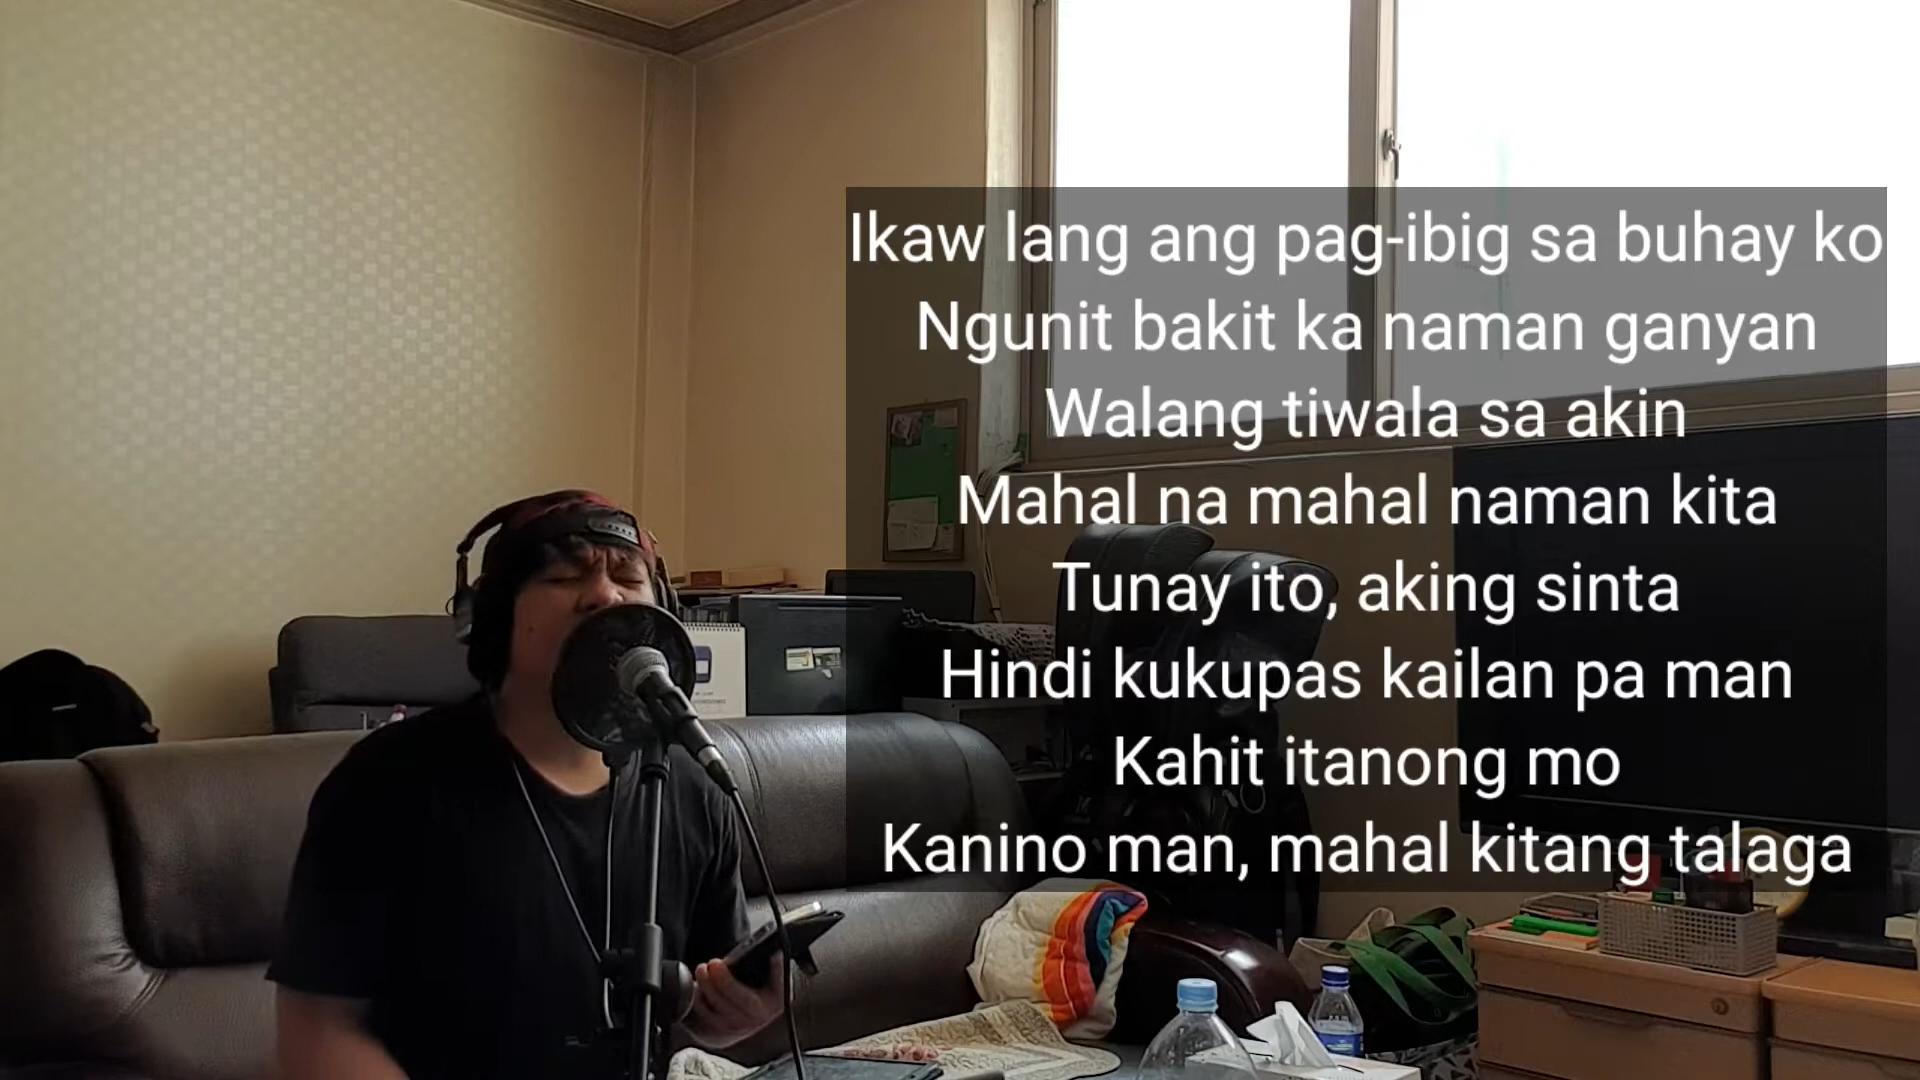 Ikaw lang ang pag-ibig sa buhay ko
Ngunit bakit ka naman ganyan
Walang tiwala sa akin
Mahal na mahal naman kita
Tunay ito, aking sinta
Hindi kukupas kailan pa man
Kahit itanong mo
Kanino man, mahal kitang talaga